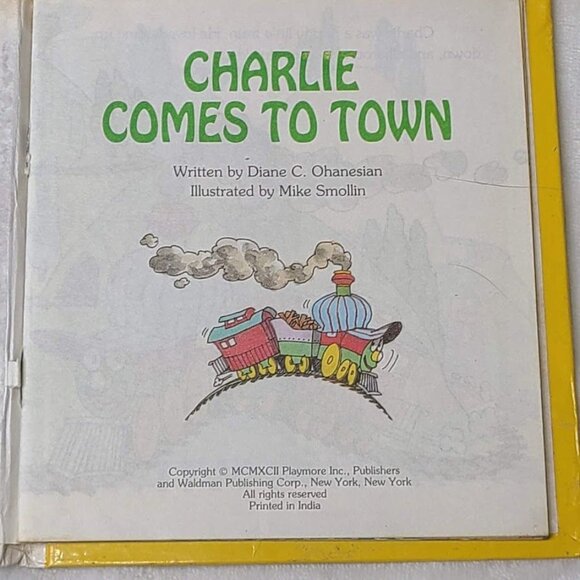 CHARLIE
COMES TO TOWN
Written by Diane C. Ohanesian
Illustrated by Mike Smollin
Copyright © MCMXCII Playmore Inc., Publishers
and Waldman Publishing Corp., New York, New York
All rights reserved
Printed in India